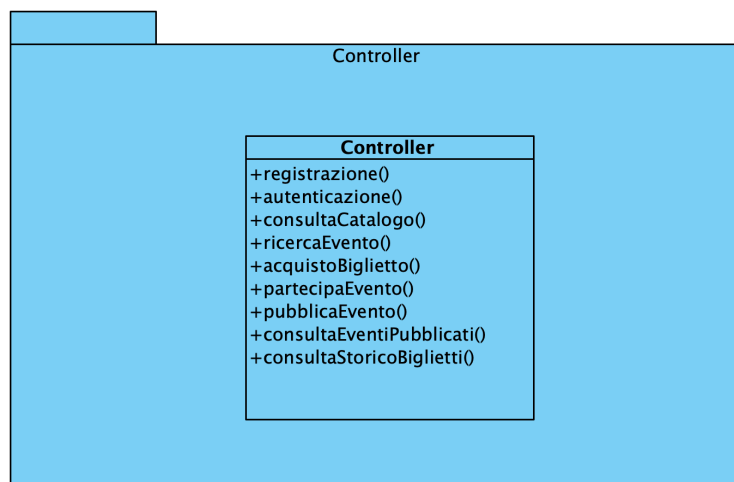 Controller
Controller
+registrazione()
+autenticazione()
+consultaCatalogo()
+ricercaEvento()
+acquistoBiglietto()
+partecipaEvento()
+pubblicaEvento()
+consultaEventiPubblicati()
+consultaStoricoBiglietti()